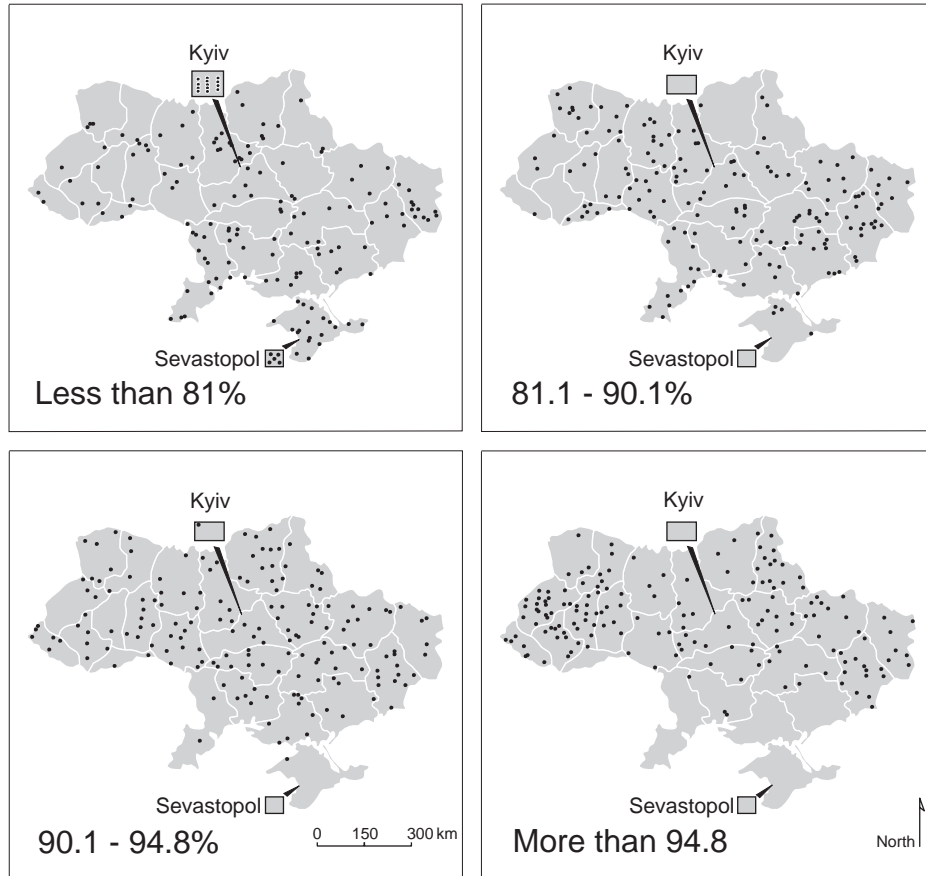 Kyiv
Sevastopol
Less than 81%
Kyiv
Sevastopol
81.1 - 90.1%
Kyiv
Sevastopol
90.1 - 94.8%
0 150 300 km
Kyiv
Sevastopol
More than 94.8
North